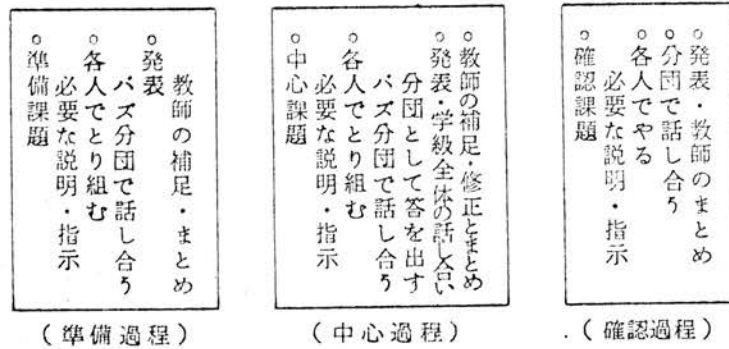 ○準備課題
必要な説明・指示
○各人でとり組む
バズ分団で話し合う
○発表
教師の補足・まとめ
(準備過程)
○中心課題
必要な説明・指示
○各人でとり組む
バズ分団で話し合う
分団として答を出す
○発表・学級全体の話し合い
○教師の補足・修正とまとめ
(中心過程)
○確認課題
必要な説明・指示
○各人でやる
○分団で話し合う
○発表・教師のまとめ
(確認過程)